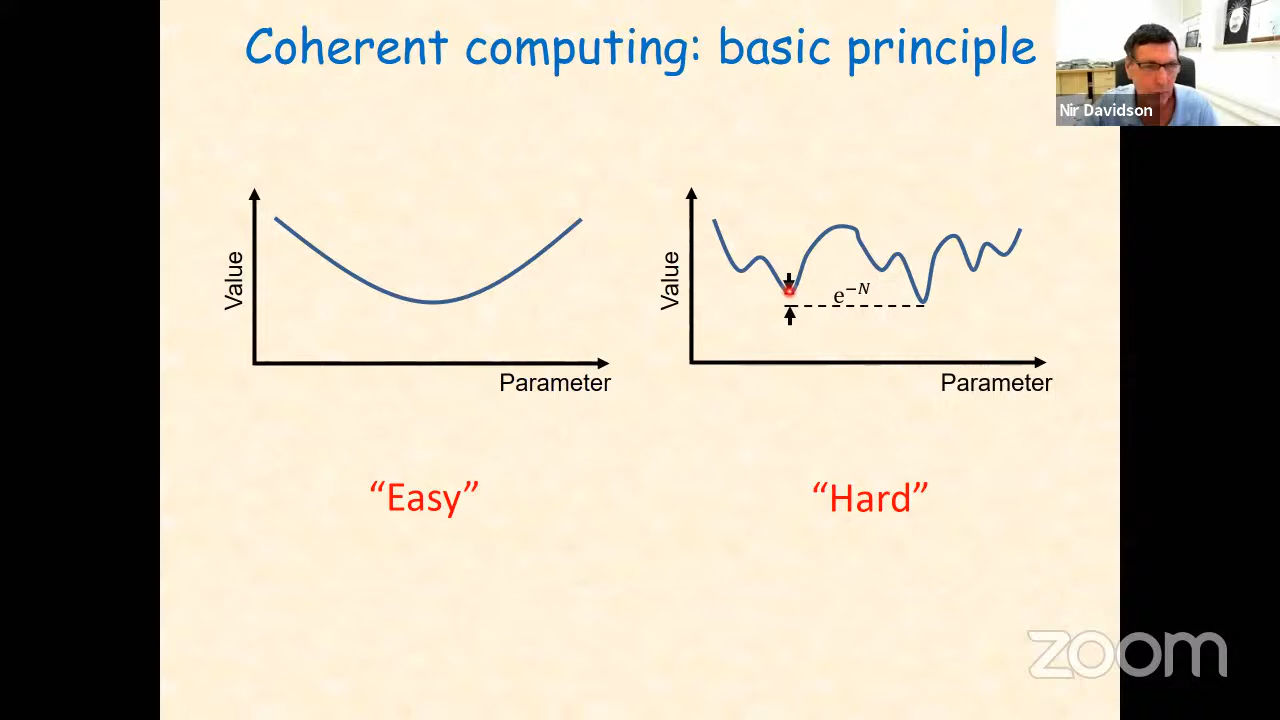 Coherent computing: basic principle
Nir Davidson
Value
Parameter
Value
e^{-N}
Parameter
“Easy”
“Hard”
zoom